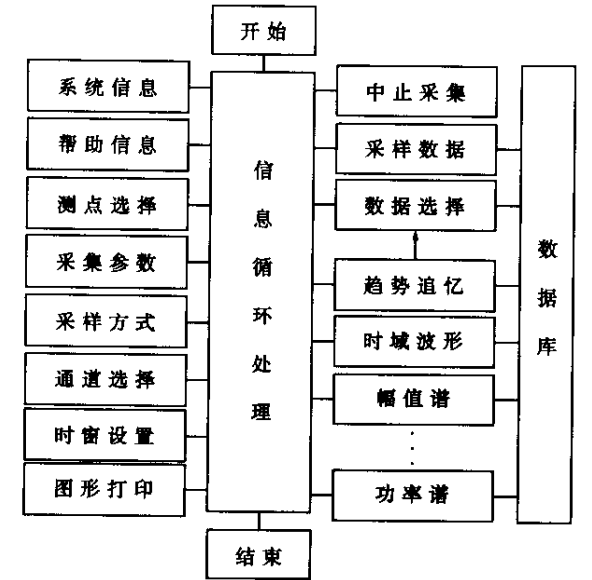 开始
系统信息
帮助信息
测点选择
采集参数
采样方式
通道选择
时窗设置
图形打印
信息循环处理
中止采集
采样数据
数据选择
趋势追忆
时域波形
幅值谱
功率谱
数据库
结束